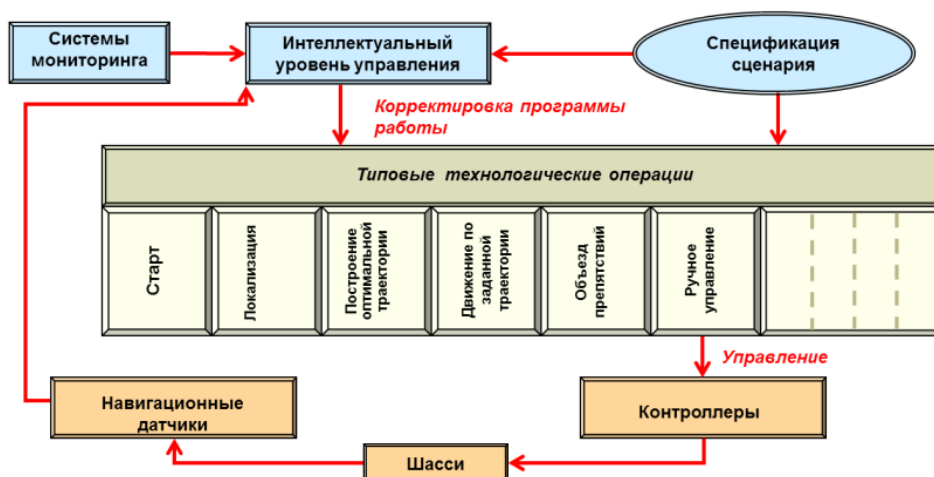 Системы
мониторинга
Интеллектуальный
уровень управления
Спецификация
сценария
Корректировка программы
работы
Типовые технологические операции
Старт
Локализация
Построение
оптимальной
траектории
Движение по
заданной
траектории
Объезд
препятствий
Ручное
управление
Управление
Навигационные
датчики
Контроллеры
Шасси